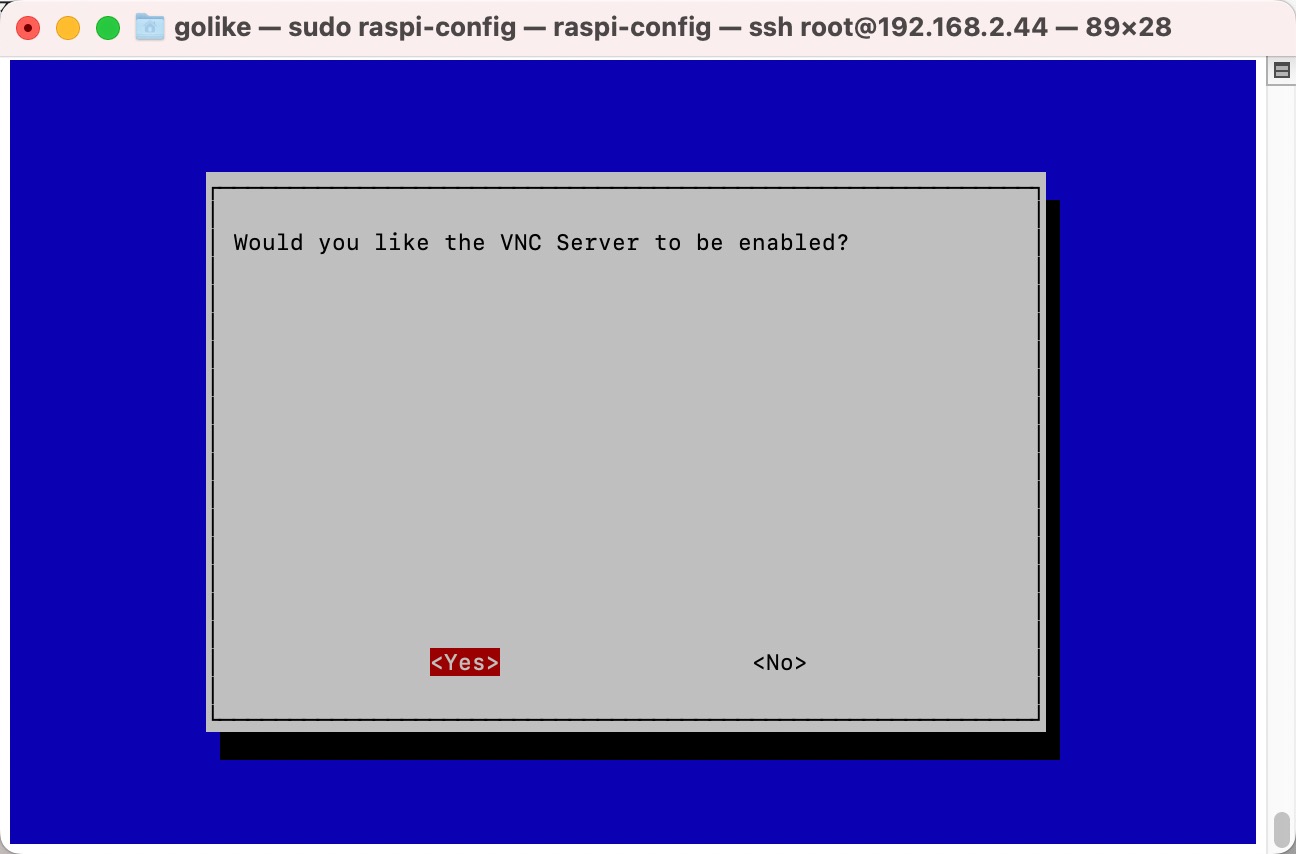 golike — sudo raspi-config — raspi-config — ssh root@192.168.2.44 — 89×28
Would you like the VNC Server to be enabled?
<Yes> <No>